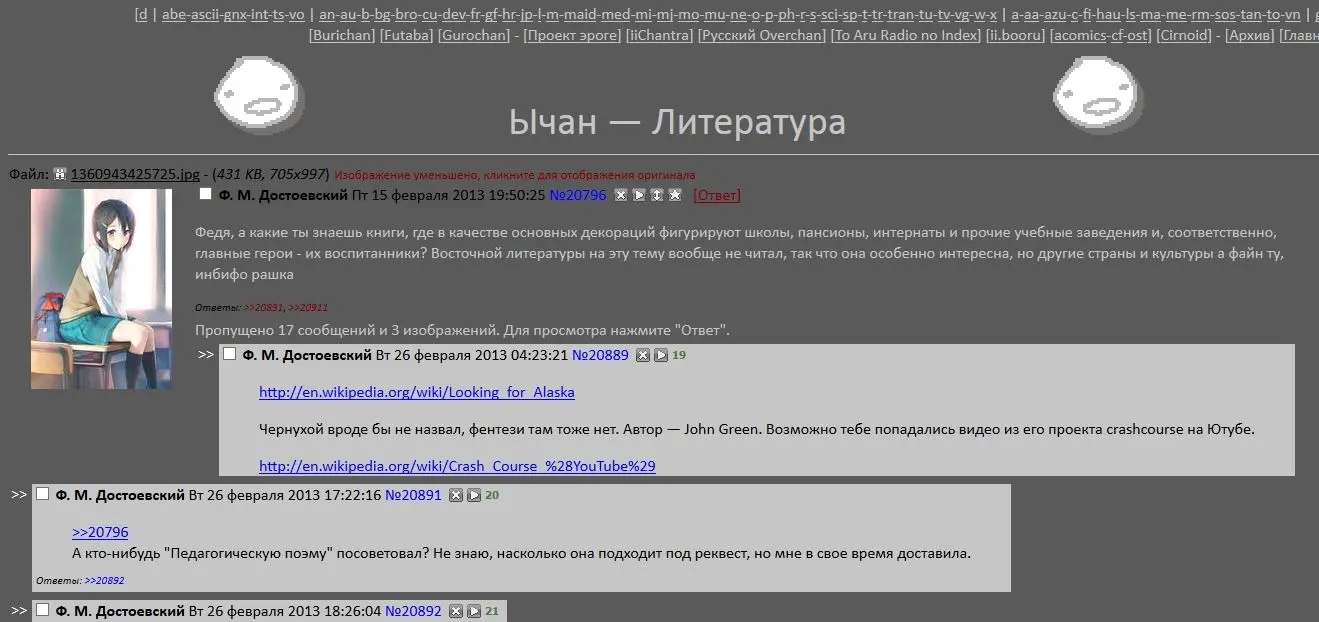 [d | abe-ascii-gnx-int-ts-vo | an-au-b-bg-bro-cu-dev-fr-gf-hr-jp-l-m-maid-med-mi-mj-mo-mu-ne-o-p-ph-r-s-sci-sp-t-tr-tran-tu-tv-vg-w-x | a-aa-azu-c-fi-hau-ls-ma-me-rm-sos-tan-to-vn |
[Burichan] [Futaba] [Gurochan] - [Проект эроге] [iiChantra] [Русский Overchan] [To Aru Radio no Index] [ii.booru] [acomics-cf-ost] [Cirnoid] - [Архив] [Главн
Ычан — Литература
Файл: 1360943425725.jpg - (431 KB, 705x997) Изображение уменьшено, кликните для отображения оригинала
Ф. М. Достоевский Пт 15 февраля 2013 19:50:25 №20796 [Ответ]
Федя, а какие ты знаешь книги, где в качестве основных декораций фигурируют школы, пансионы, интернаты и прочие учебные заведения и, соответственно,
главные герои - их воспитанники? Восточной литературы на эту тему вообще не читал, так что она особенно интересна, но другие страны и культуры а файн ту,
инбифо рашка
Ответы: >>20891, >>20911
Пропущено 17 сообщений и 3 изображений. Для просмотра нажмите "Ответ".
>> Ф. М. Достоевский Вт 26 февраля 2013 04:23:21 №20889 19
http://en.wikipedia.org/wiki/Looking_for_Alaska
Чернухой вроде бы не назвал, фентези там тоже нет. Автор — John Green. Возможно тебе попадались видео из его проекта crashcourse на Ютубе.
http://en.wikipedia.org/wiki/Crash_Course_%28YouTube%29
>> Ф. М. Достоевский Вт 26 февраля 2013 17:22:16 №20891 20
>>20796
А кто-нибудь "Педагогическую поэму" посоветовал? Не знаю, насколько она подходит под реквест, но мне в свое время доставила.
Ответы: >>20892
>> Ф. М. Достоевский Вт 26 февраля 2013 18:26:04 №20892 21